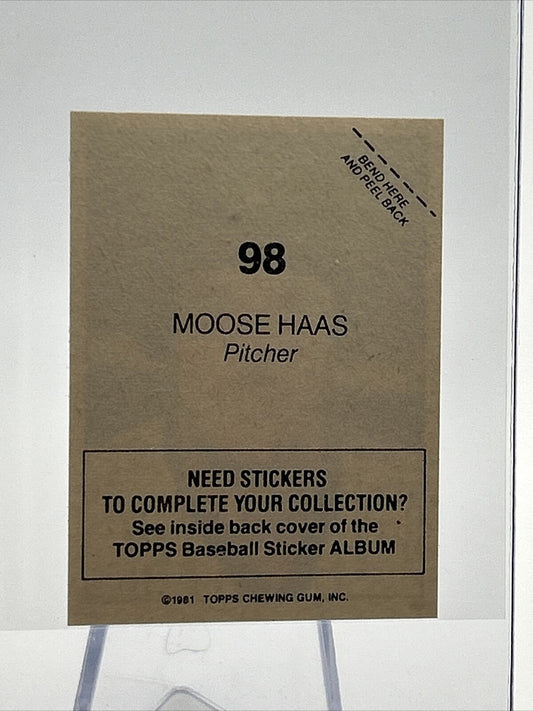 BEND HERE
AND PEEL BACK
98
MOOSE HAAS
Pitcher
NEED STICKERS
TO COMPLETE YOUR COLLECTION?
See inside back cover of the
TOPPS Baseball Sticker ALBUM
©1981 TOPPS CHEWING GUM, INC.